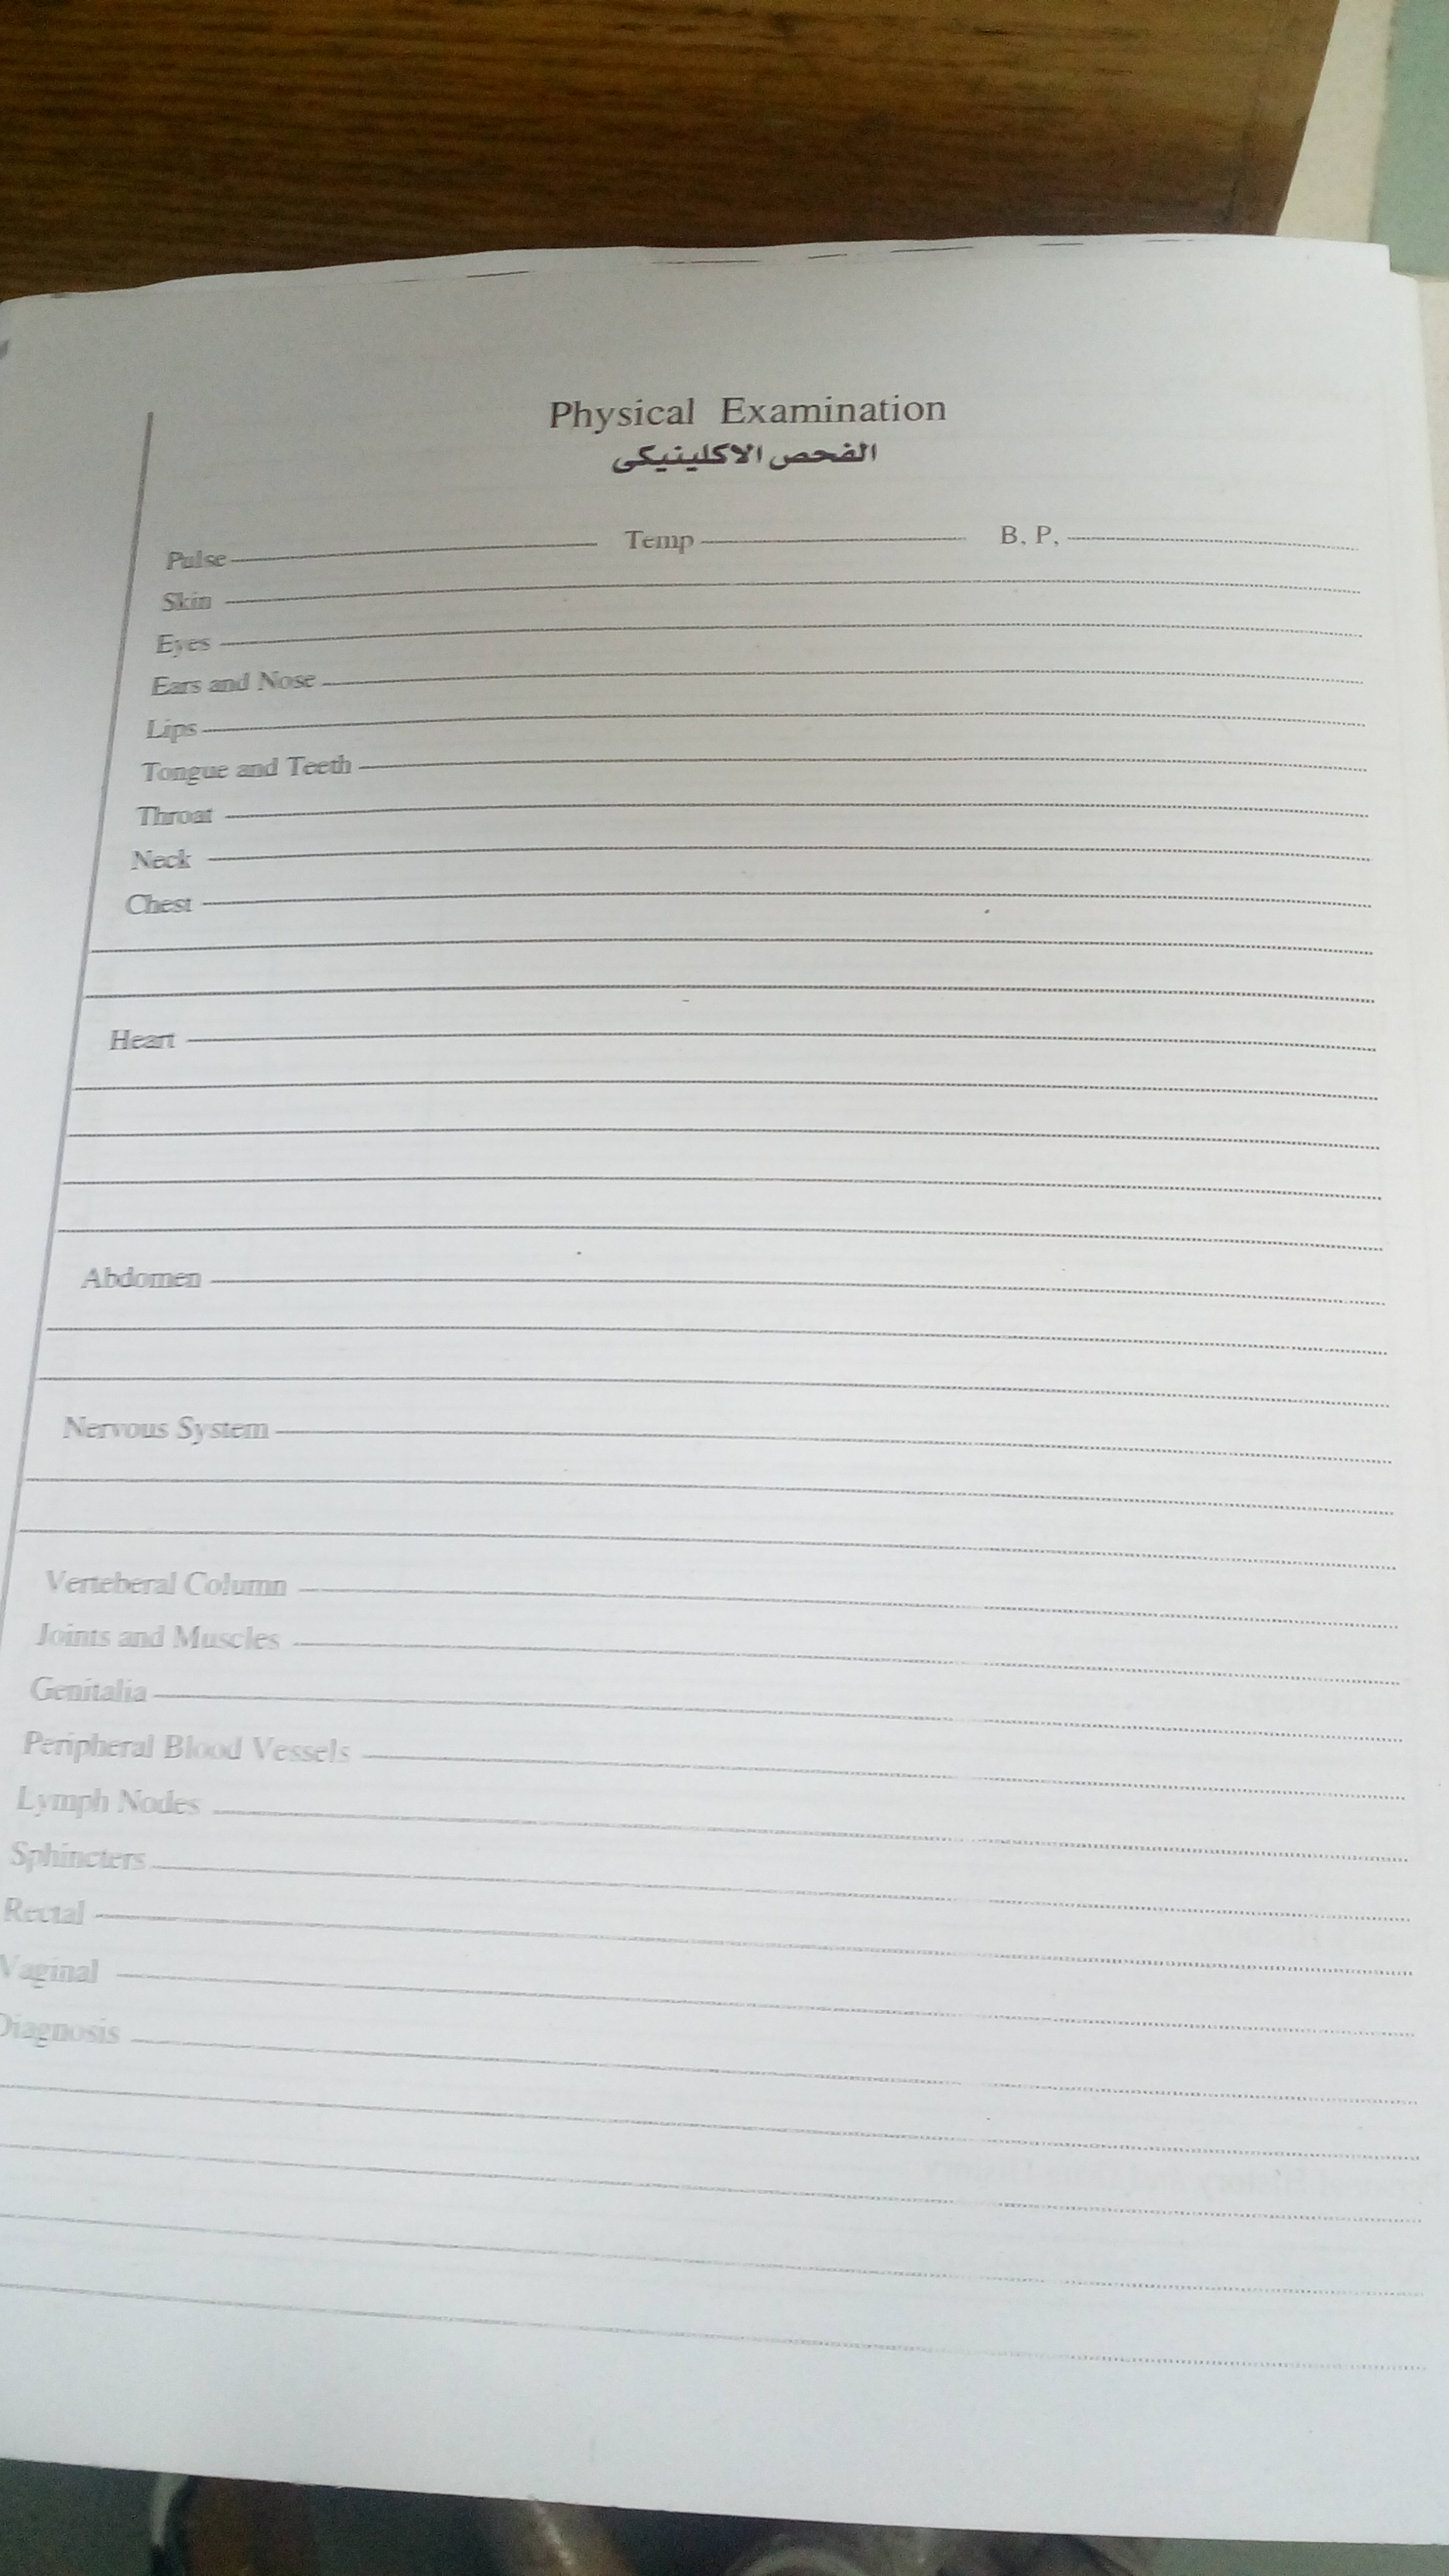 Physical Examination
الفحص الاكلينيكى
Pulse Temp B. P,
Skin
Eyes
Ears and Nose
Lips
Tongue and Teeth
Throat
Neck
Chest
Heart
Abdomen
Nervous System
Verteberal Column
Joints and Muscles
Genitalia
Peripheral Blood Vessels
Lymph Nodes
Sphincters
Rectal
Vaginal
Diagnosis